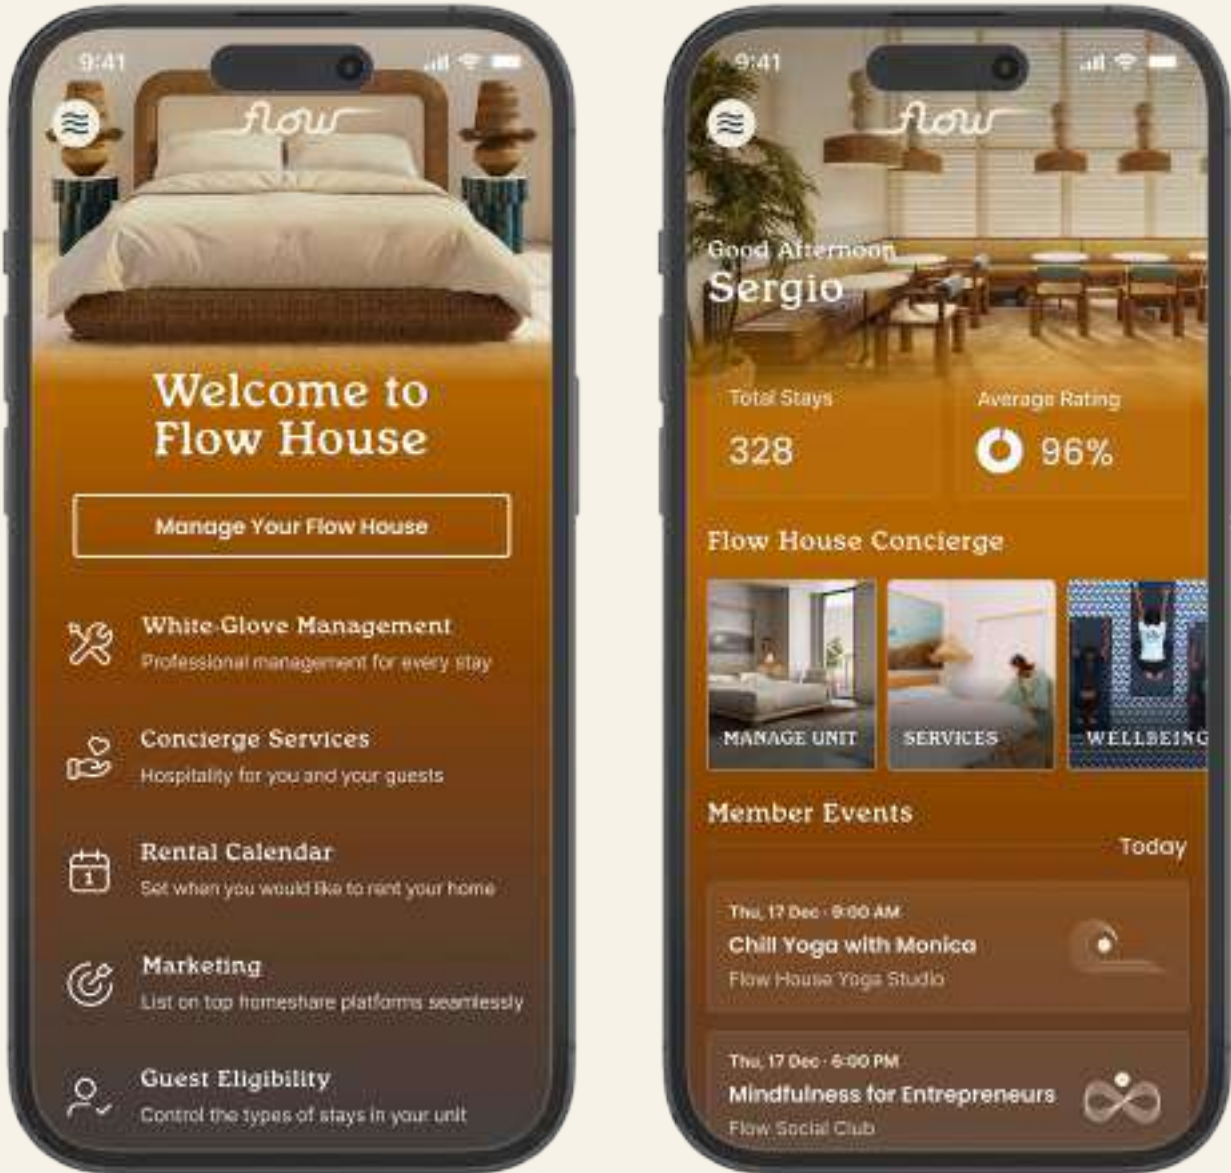 9:41
flow
Welcome to
Flow House
Manage Your Flow House
White-Glove Management
Professional management for every stay
Concierge Services
Hospitality for you and your guests
1
Rental Calendar
Set when you would like to rent your home
Marketing
List on top homeshare platforms seamlessly
Guest Eligibility
Control the types of stays in your unit
9:41
flow
Good Afternoon
Sergio
Total Stays
328
Average Rating
96%
Flow House Concierge
MANAGE UNIT
SERVICES
WELLBEING
Member Events
Today
Thu, 17 Dec · 9:00 AM
Chill Yoga with Monica
Flow House Yoga Studio
Thu, 17 Dec · 6:00 PM
Mindfulness for Entrepreneurs
Flow Social Club